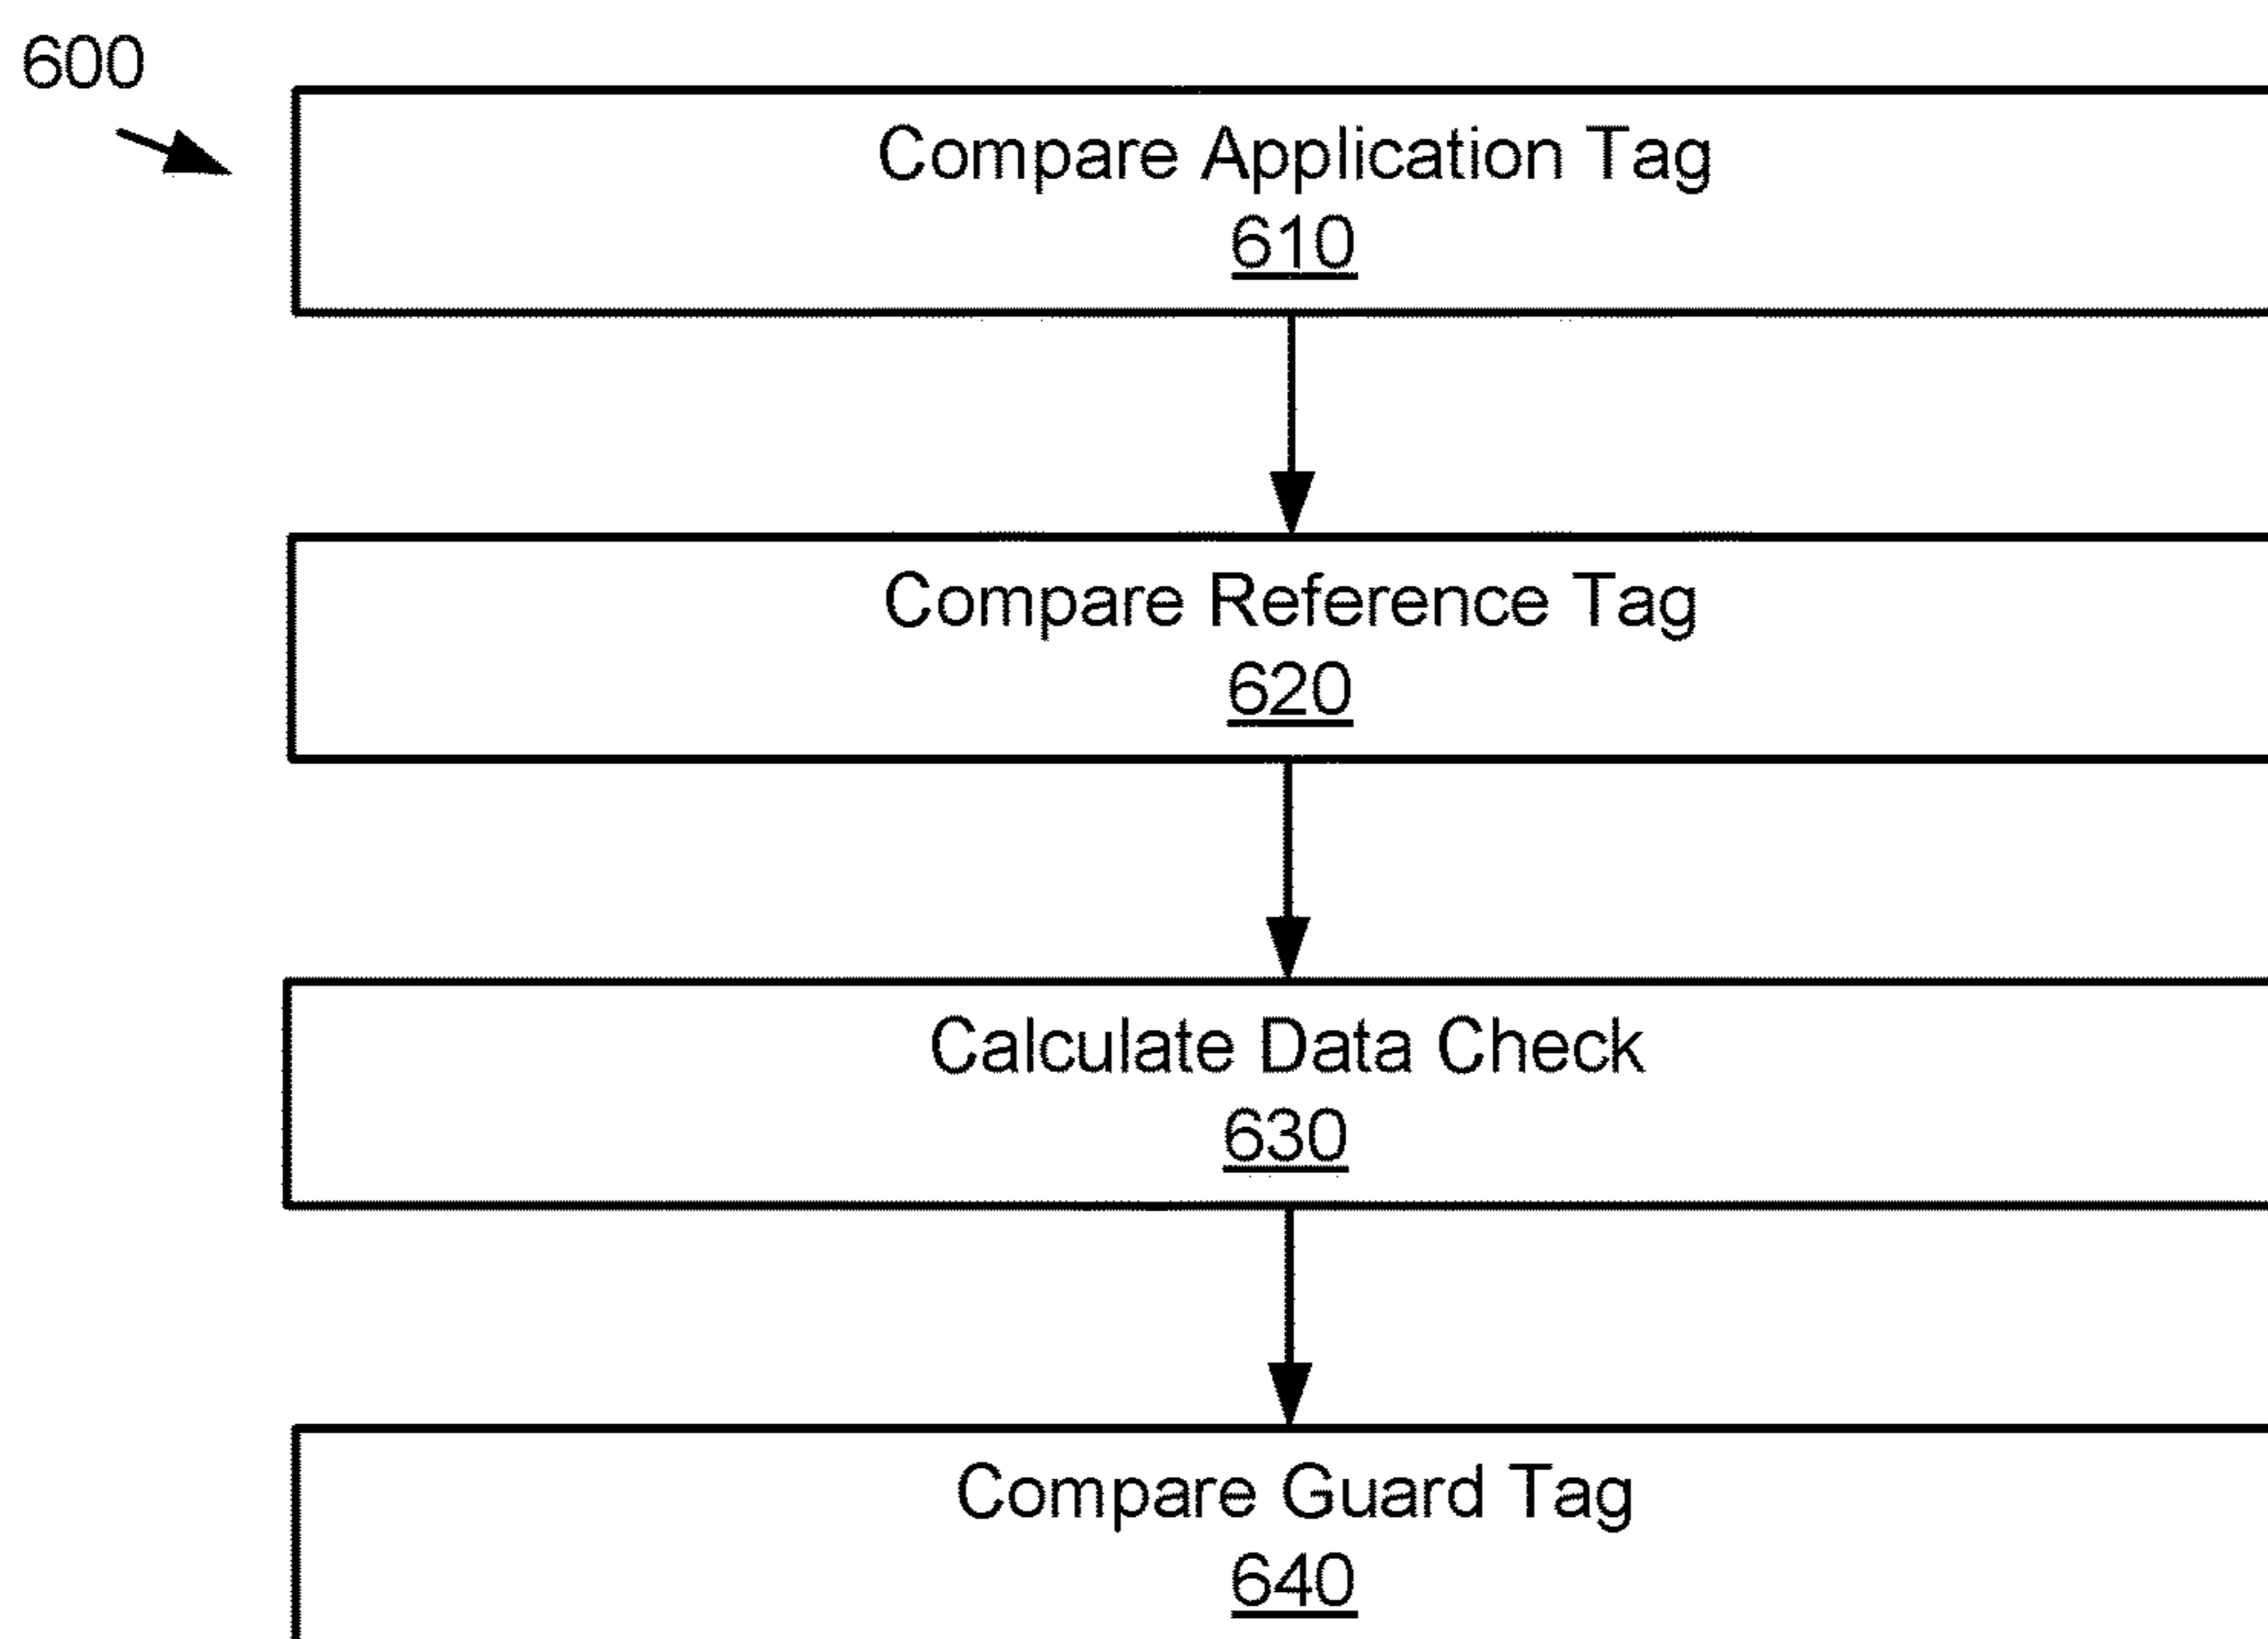 600
Compare Application Tag
610
Compare Reference Tag
620
Calculate Data Check
630
Compare Guard Tag
640